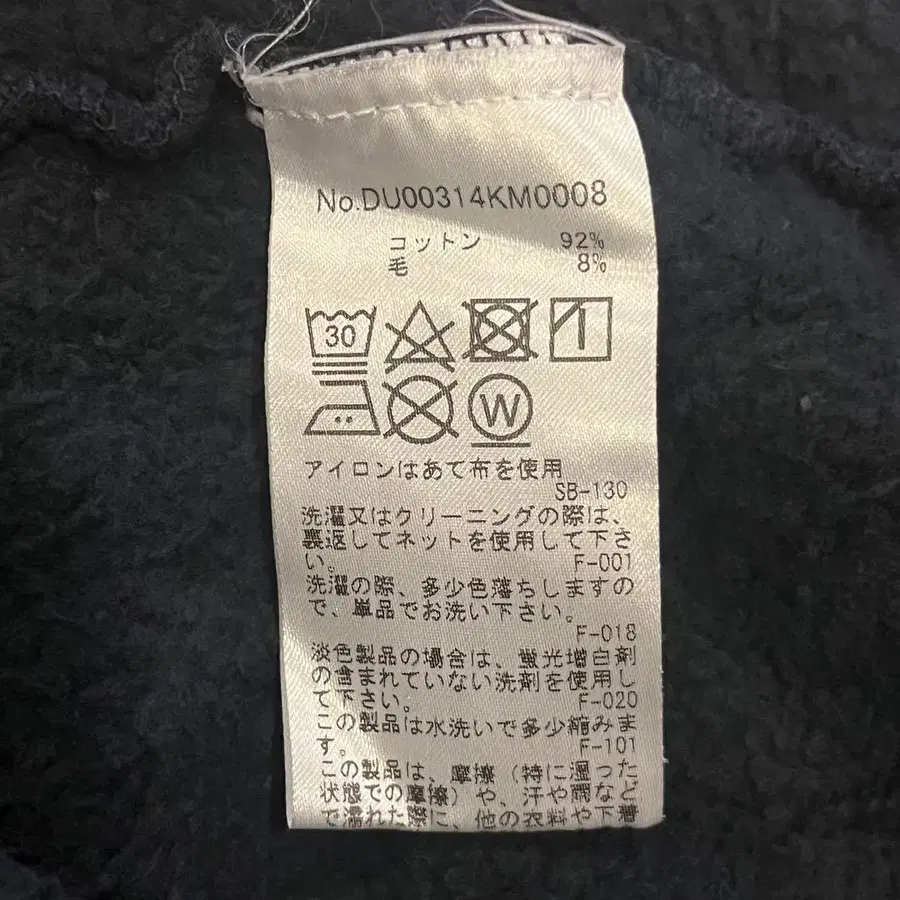 No.DU00314KM0008
コットン 92%
毛 8%
30
W
アイロンはあて布を使用
SB-130
洗濯又はクリーニングの際は、
裏返してネットを使用して下さ
い。 F-001
洗濯の際、多少色落ちしますの
で、単品でお洗い下さい。
F-018
淡色製品の場合は、蛍光増白剤
の含まれていない洗剤を使用し
て下さい。 F-020
この製品は水洗いで多少縮みま
す。 F-101
この製品は、摩擦（特に湿った
状態での摩擦）や、汗や雨など
で濡れた際に、他の衣料や下着